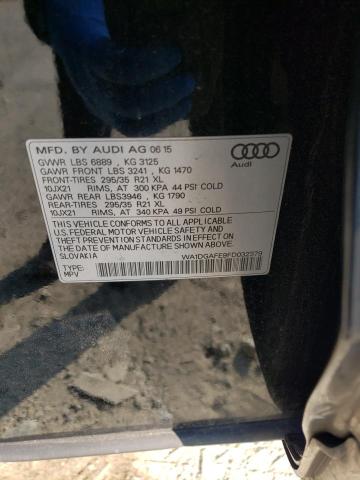 MFD. BY AUDI AG 06 15
GVWR LBS 6889 , KG 3125
GAWR FRONT LBS 3241 , KG 1470
FRONT-TIRES 295/35 R21 XL
10JX21 RIMS, AT 300 KPA 44 PSI COLD
GAWR REAR LBS3946 , KG 1790
REAR-TIRES 295/35 R21 XL
10JX21 RIMS, AT 340 KPA 49 PSI COLD
THIS VEHICLE CONFORMS TO ALL APPLICABLE
U.S.FEDERAL MOTOR VEHICLE SAFETY, BUMPER
AND THEFT PREVENTION STANDARDS IN EFFECT
ON THE DATE OF MANUFACTURE SHOWN ABOVE.
SLOVAKIA
Audi
WA1DGAFE9FD032379
TYPE:
MPV